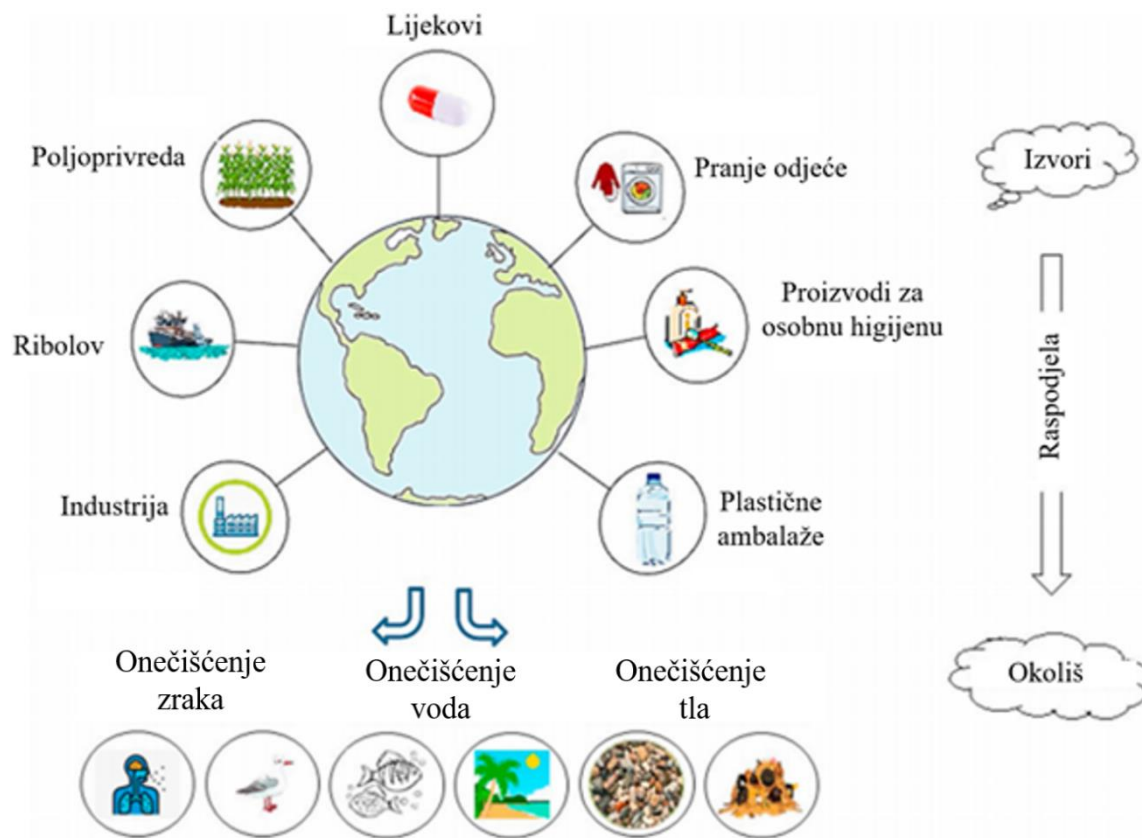 Lijekovi
Poljoprivreda
Pranje odjeće
Izvori
Ribolov
Proizvodi za
osobnu higijenu
Raspodjela
Industrija
Plastične
ambalaže
Onečišćenje
zraka
Onečišćenje
voda
Onečišćenje
tla
Okoliš